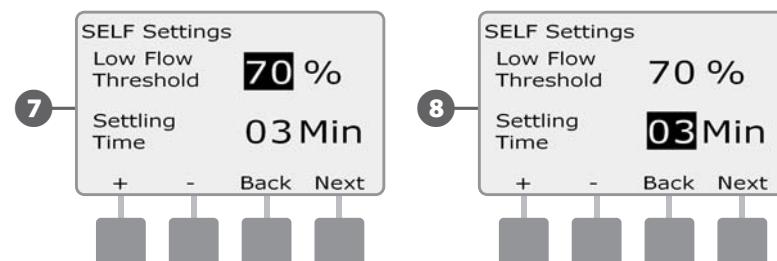 7
SELF Settings
Low Flow
Threshold 70 %
Settling
Time 03 Min
+ - Back Next
8
SELF Settings
Low Flow
Threshold 70 %
Settling
Time 03 Min
+ - Back Next